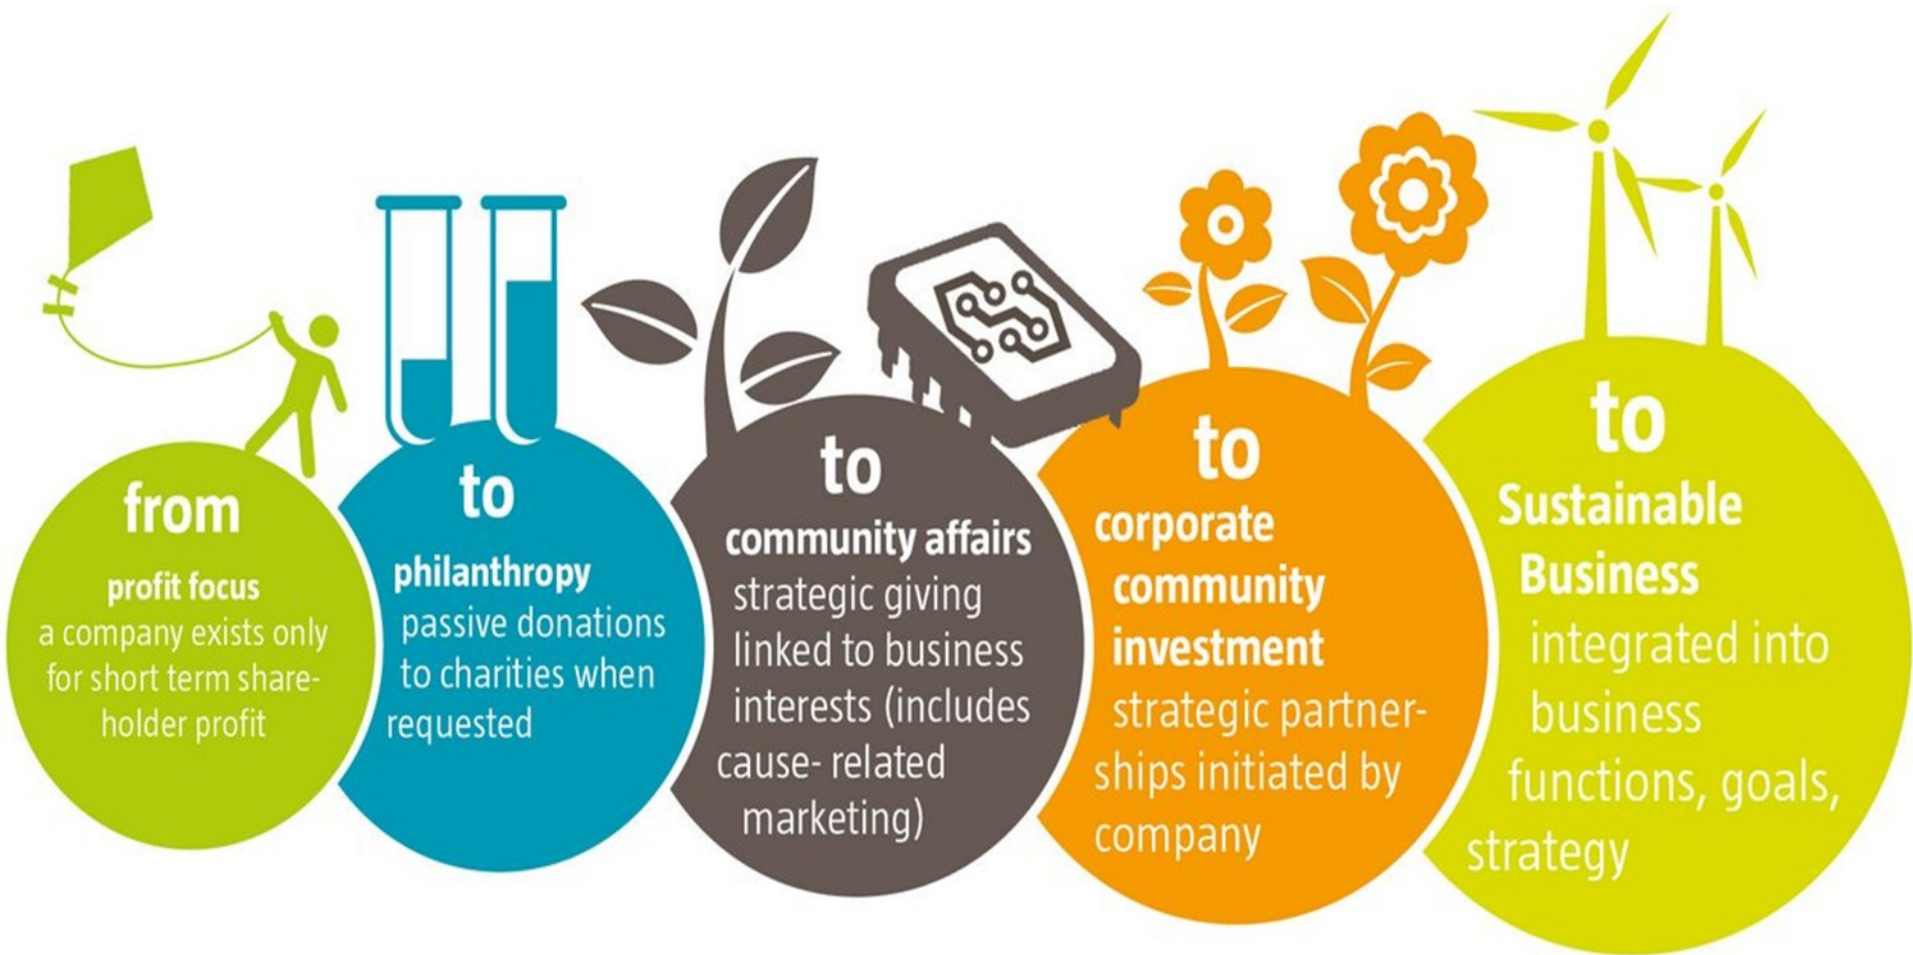 from
profit focus
a company exists only
for short term share-
holder profit
to
philanthropy
passive donations
to charities when
requested
to
community affairs
strategic giving
linked to business
interests (includes
cause- related
marketing)
to
corporate
community
investment
strategic partner-
ships initiated by
company
to
Sustainable
Business
integrated into
business
functions, goals,
strategy